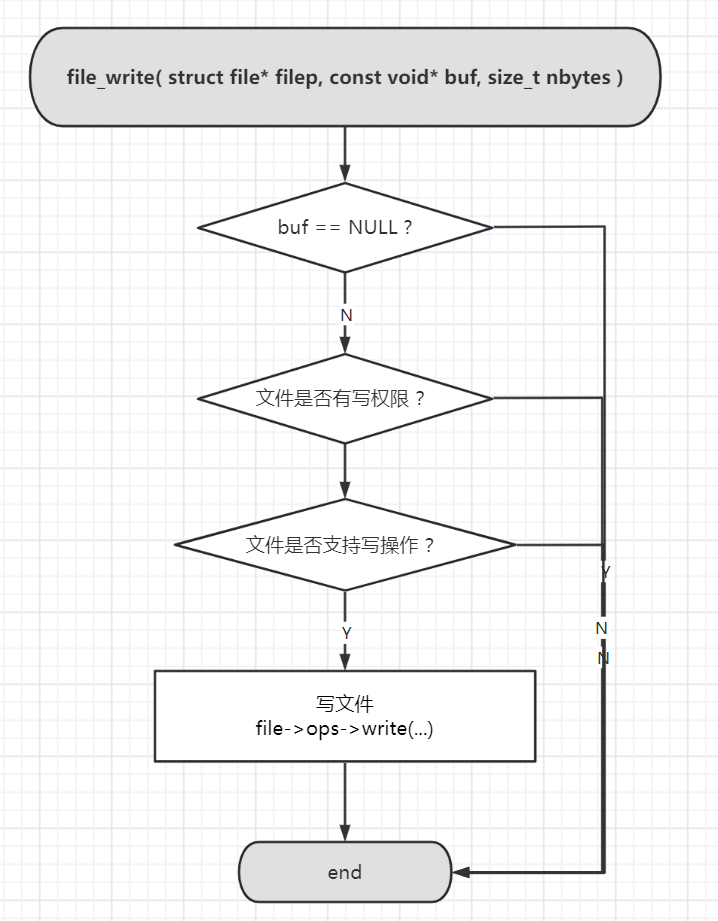 file_write( struct file* filep, const void* buf, size_t nbytes )
buf == NULL ?
N
文件是否有写权限 ?
文件是否支持写操作 ?
Y
N
Y
N
写文件
file->ops->write(...)
end